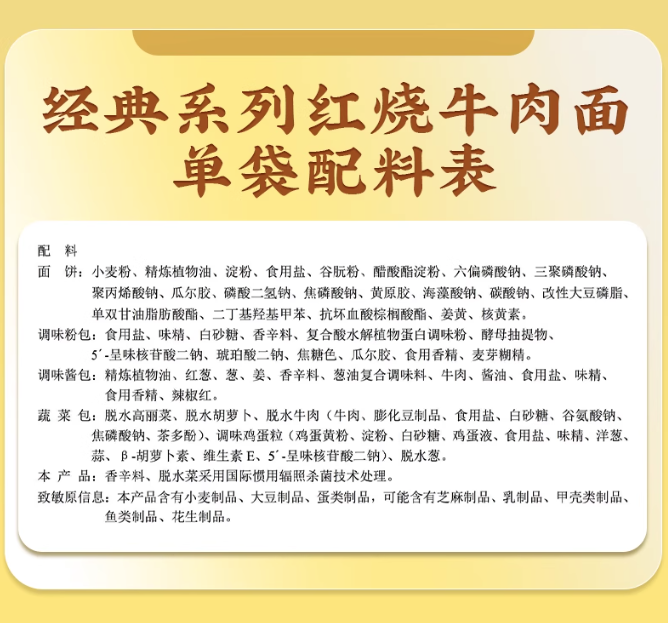 经典系列红烧牛肉面
单袋配料表
配 料
面 饼：小麦粉、精炼植物油、淀粉、食用盐、谷朊粉、醋酸酯淀粉、六偏磷酸钠、三聚磷酸钠、
聚丙烯酸钠、瓜尔胶、磷酸二氢钠、焦磷酸钠、黄原胶、海藻酸钠、碳酸钠、改性大豆磷脂、
单双甘油脂肪酸酯、二丁基羟基甲苯、抗坏血酸棕榈酸酯、姜黄、核黄素。
调味粉包：食用盐、味精、白砂糖、香辛料、复合酸水解植物蛋白调味粉、酵母抽提物、
5´-呈味核苷酸二钠、琥珀酸二钠、焦糖色、瓜尔胶、食用香精、麦芽糊精。
调味酱包：精炼植物油、红葱、葱、姜、香辛料、葱油复合调味料、牛肉、酱油、食用盐、味精、
食用香精、辣椒红。
蔬 菜 包：脱水高丽菜、脱水胡萝卜、脱水牛肉（牛肉、膨化豆制品、食用盐、白砂糖、谷氨酸钠、
焦磷酸钠、茶多酚）、调味鸡蛋粒（鸡蛋黄粉、淀粉、白砂糖、鸡蛋液、食用盐、味精、洋葱、
蒜、β-胡萝卜素、维生素E、5´-呈味核苷酸二钠）、脱水葱。
本 产 品：香辛料、脱水菜采用国际惯用辐照杀菌技术处理。
致敏原信息：本产品含有小麦制品、大豆制品、蛋类制品，可能含有芝麻制品、乳制品、甲壳类制品、
鱼类制品、花生制品。